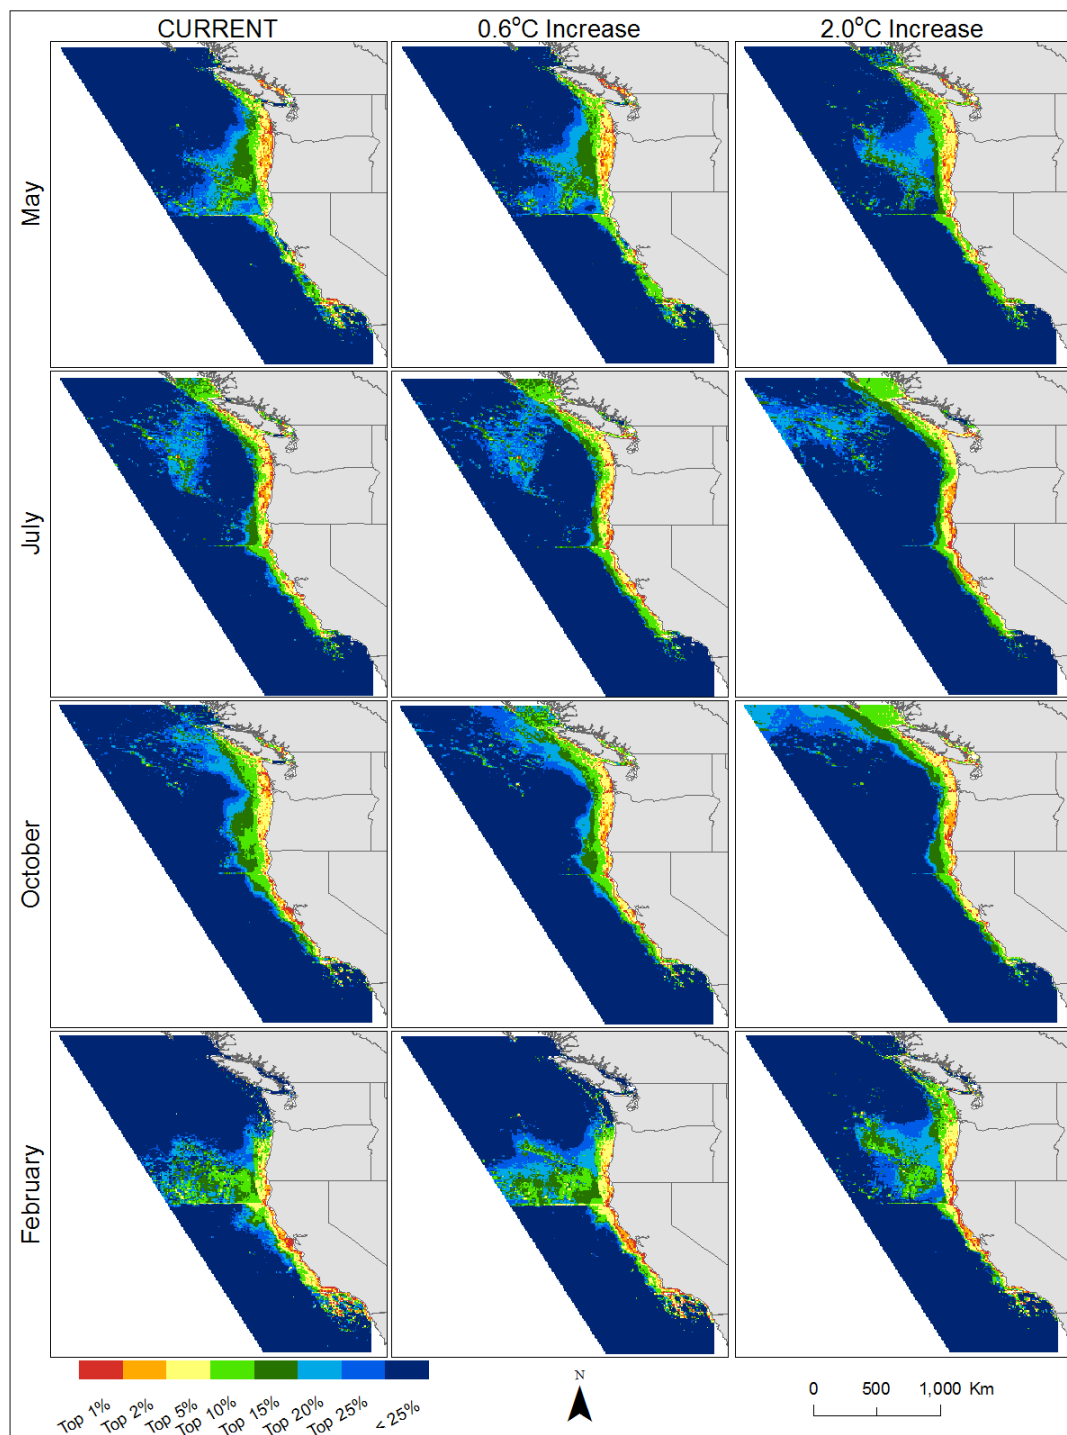 CURRENT
0.6°C Increase
2.0°C Increase
May
July
October
February
Top 1%
Top 2%
Top 5%
Top 10%
Top 15%
Top 20%
Top 25%
< 25%
N
0 500 1,000 Km